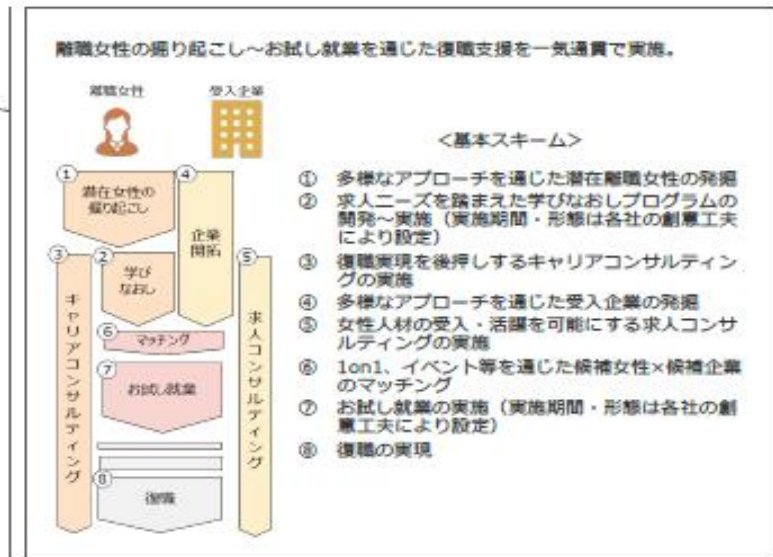 離職女性の掘り起こし～お試し就業を通じた復職支援を一気通貫で実施。
離職女性
受入企業
①
潜在女性の
掘り起こし
④
企業
開拓
③
キャリアコンサルティング
②
学び
なおし
⑤
求人コンサルティング
⑥
マッチング
⑦
お試し就業
⑧
復職
＜基本スキーム＞
① 多様なアプローチを通じた潜在離職女性の発掘
② 求人ニーズを踏まえた学びなおしプログラムの
開発～実施（実施期間・形態は各社の創意工夫
により設定）
③ 復職実現を後押しするキャリアコンサルティン
グの実施
④ 多様なアプローチを通じた受入企業の発掘
⑤ 女性人材の受入・活躍を可能にする求人コンサ
ルティングの実施
⑥ 1on1、イベント等を通じた候補女性×候補企業
のマッチング
⑦ お試し就業の実施（実施期間・形態は各社の創
意工夫により設定）
⑧ 復職の実現